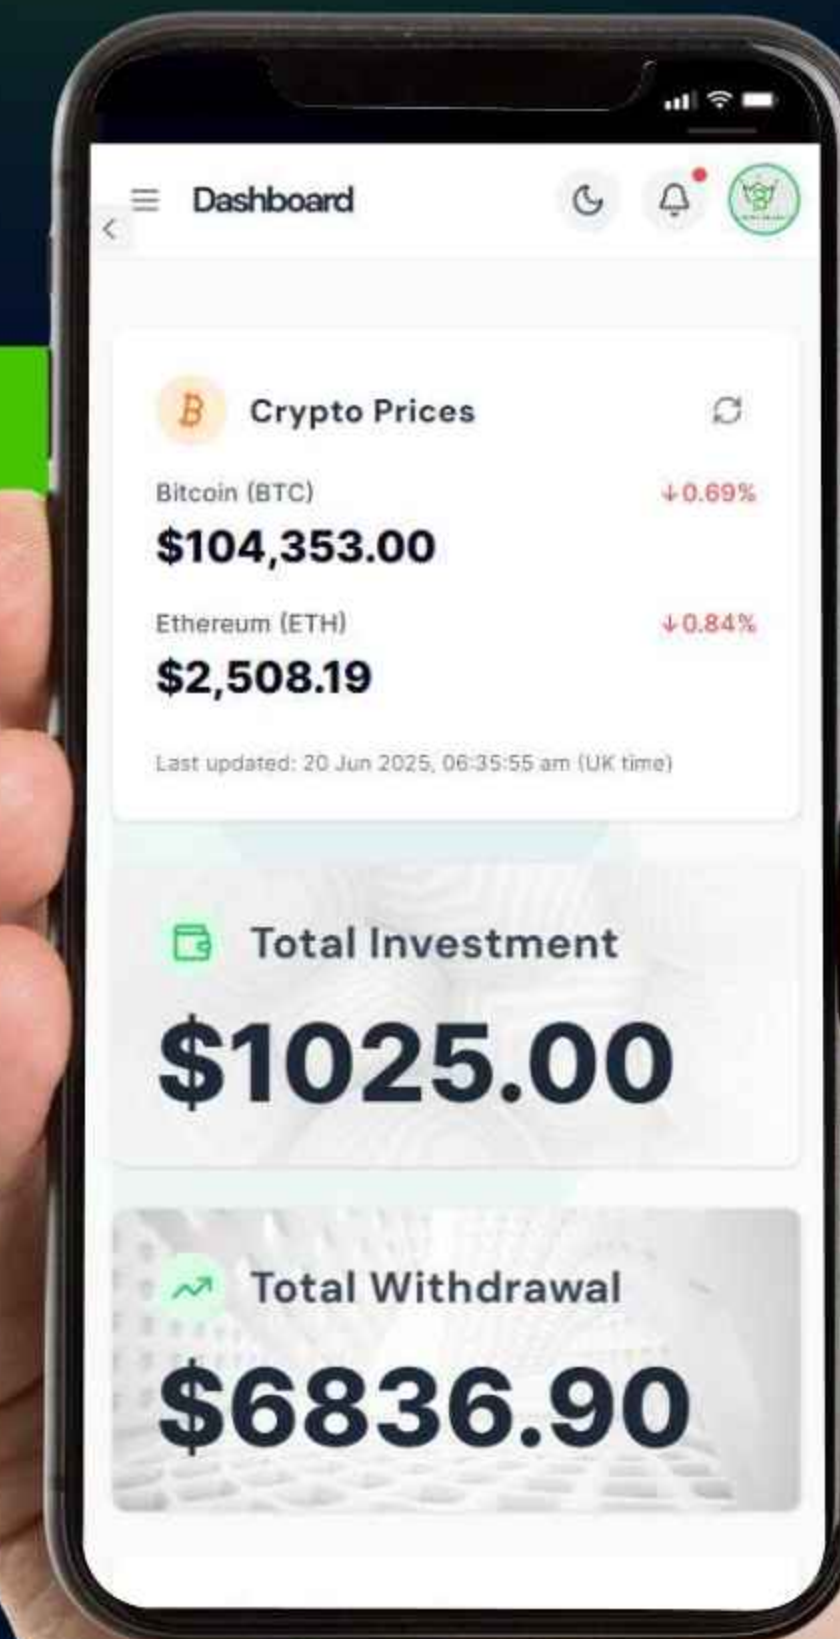 Dashboard
Crypto Prices
Bitcoin (BTC)
↓0.69%
$104,353.00
Ethereum (ETH)
↓0.84%
$2,508.19
Last updated: 20 Jun 2025, 06:35:55 am (UK time)
Total Investment
$1025.00
Total Withdrawal
$6836.90